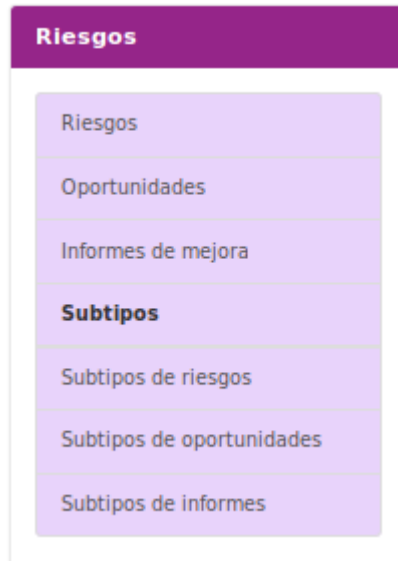 Riesgos
Riesgos
Oportunidades
Informes de mejora
Subtipos
Subtipos de riesgos
Subtipos de oportunidades
Subtipos de informes